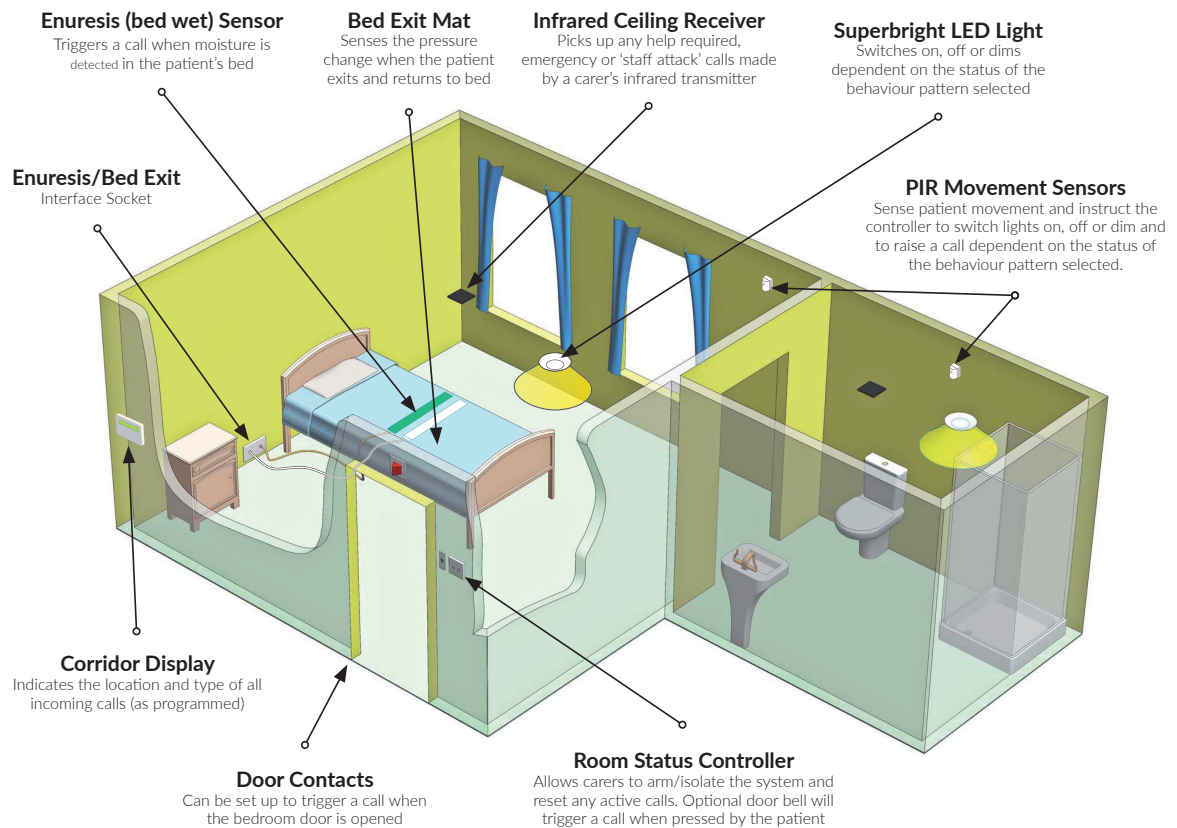 Enuresis (bed wet) Sensor
Triggers a call when moisture is
detected in the patient's bed
Bed Exit Mat
Senses the pressure
change when the patient
exits and returns to bed
Infrared Ceiling Receiver
Picks up any help required,
emergency or ‘staff attack’ calls made
by a carer's infrared transmitter
Superbright LED Light
Switches on, off or dims
dependent on the status of the
behaviour pattern selected
Enuresis/Bed Exit
Interface Socket
PIR Movement Sensors
Sense patient movement and instruct the
controller to switch lights on, off or dim and
to raise a call dependent on the status of
the behaviour pattern selected.
Corridor Display
Indicates the location and type of all
incoming calls (as programmed)
Door Contacts
Can be set up to trigger a call when
the bedroom door is opened
Room Status Controller
Allows carers to arm/isolate the system and
reset any active calls. Optional door bell will
trigger a call when pressed by the patient